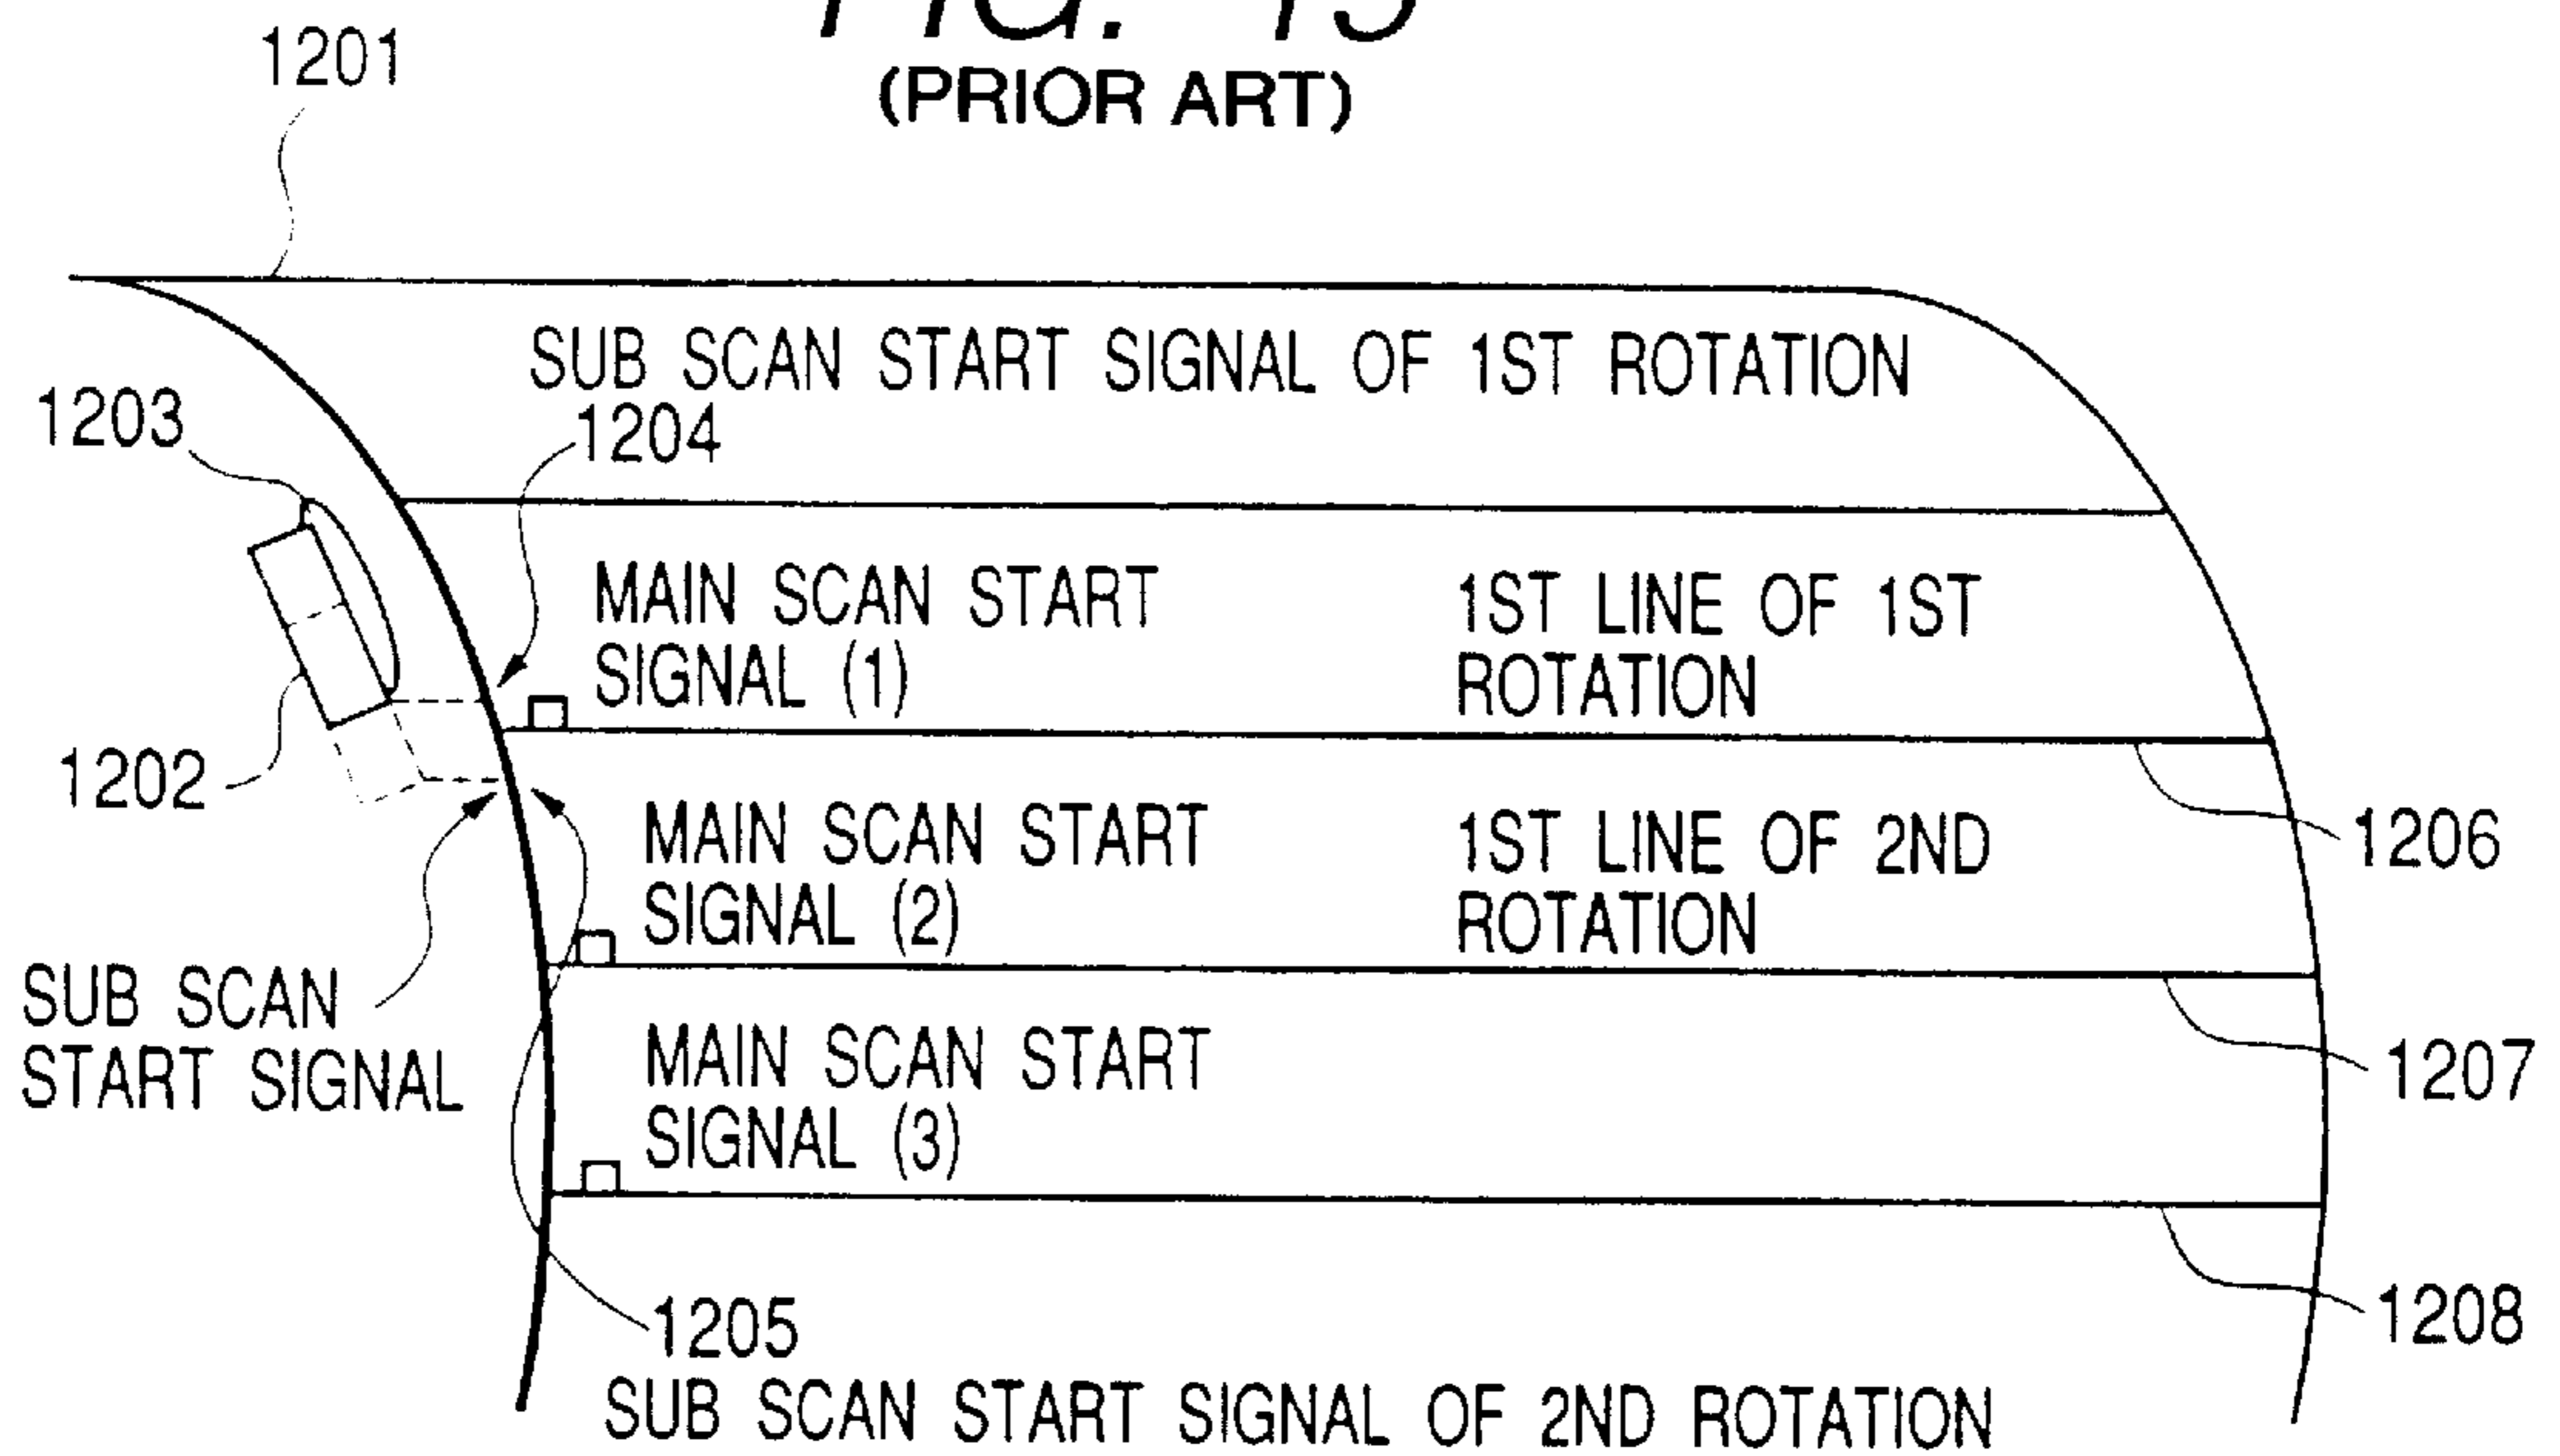 FIG. 15
(PRIOR ART)
1201
SUB SCAN START SIGNAL OF 1ST ROTATION
1203
1204
MAIN SCAN START
SIGNAL (1)
1ST LINE OF 1ST
ROTATION
1202
MAIN SCAN START
SIGNAL (2)
1ST LINE OF 2ND
ROTATION
1206
SUB SCAN
START SIGNAL
MAIN SCAN START
SIGNAL (3)
1207
1205
1208
SUB SCAN START SIGNAL OF 2ND ROTATION